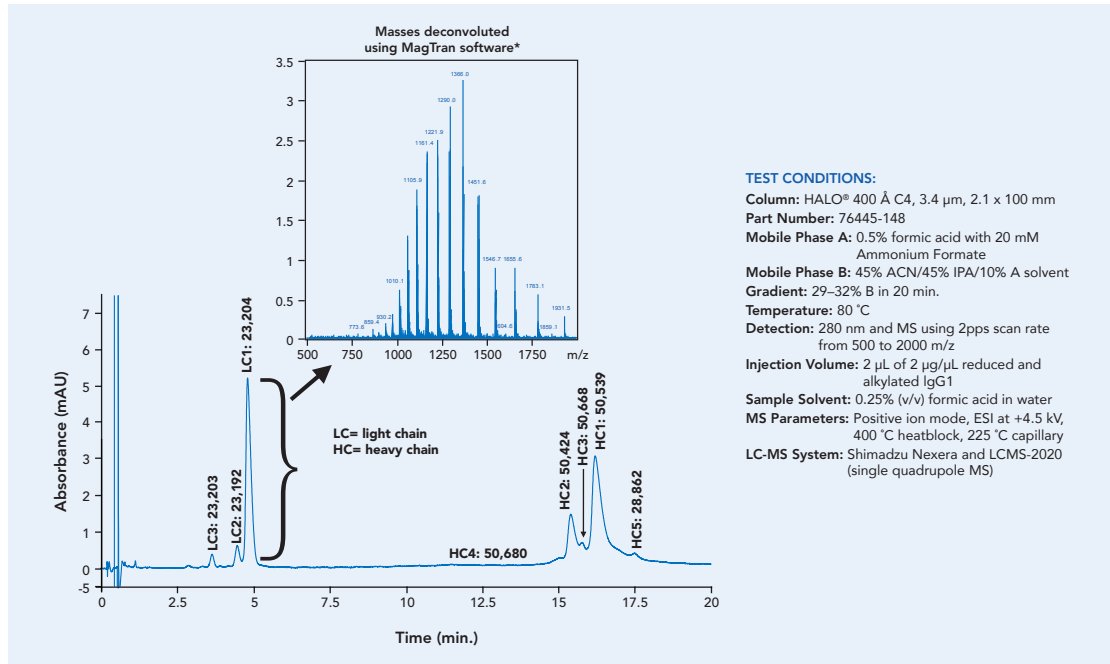 Masses deconvoluted
using MagTran software*
3.5
3
2.5
2
1.5
1
0.5
0
1366.0
1290.0
1221.9
1161.4
1105.9
1451.6
1010.1
930.2
859.4
773.6
1546.7
1655.6
1783.1
1859.1
1931.5
500
750
1000
1250
1500
1750
m/z
7
6
5
4
3
2
1
0
-5
Absorbance (mAU)
LC3: 23,203
LC2: 23,192
LC1: 23,204
LC= light chain
HC= heavy chain
HC4: 50,680
HC2: 50,424
HC3: 50,668
HC1: 50,539
HC5: 28,862
0
2.5
5
7.5
10
12.5
15
17.5
20
Time (min.)
TEST CONDITIONS:
Column: HALO® 400 Å C4, 3.4 µm, 2.1 x 100 mm
Part Number: 76445-148
Mobile Phase A: 0.5% formic acid with 20 mM
Ammonium Formate
Mobile Phase B: 45% ACN/45% IPA/10% A solvent
Gradient: 29–32% B in 20 min.
Temperature: 80 ˚C
Detection: 280 nm and MS using 2pps scan rate
from 500 to 2000 m/z
Injection Volume: 2 µL of 2 µg/µL reduced and
alkylated IgG1
Sample Solvent: 0.25% (v/v) formic acid in water
MS Parameters: Positive ion mode, ESI at +4.5 kV,
400 ˚C heatblock, 225 ˚C capillary
LC-MS System: Shimadzu Nexera and LCMS-2020
(single quadrupole MS)